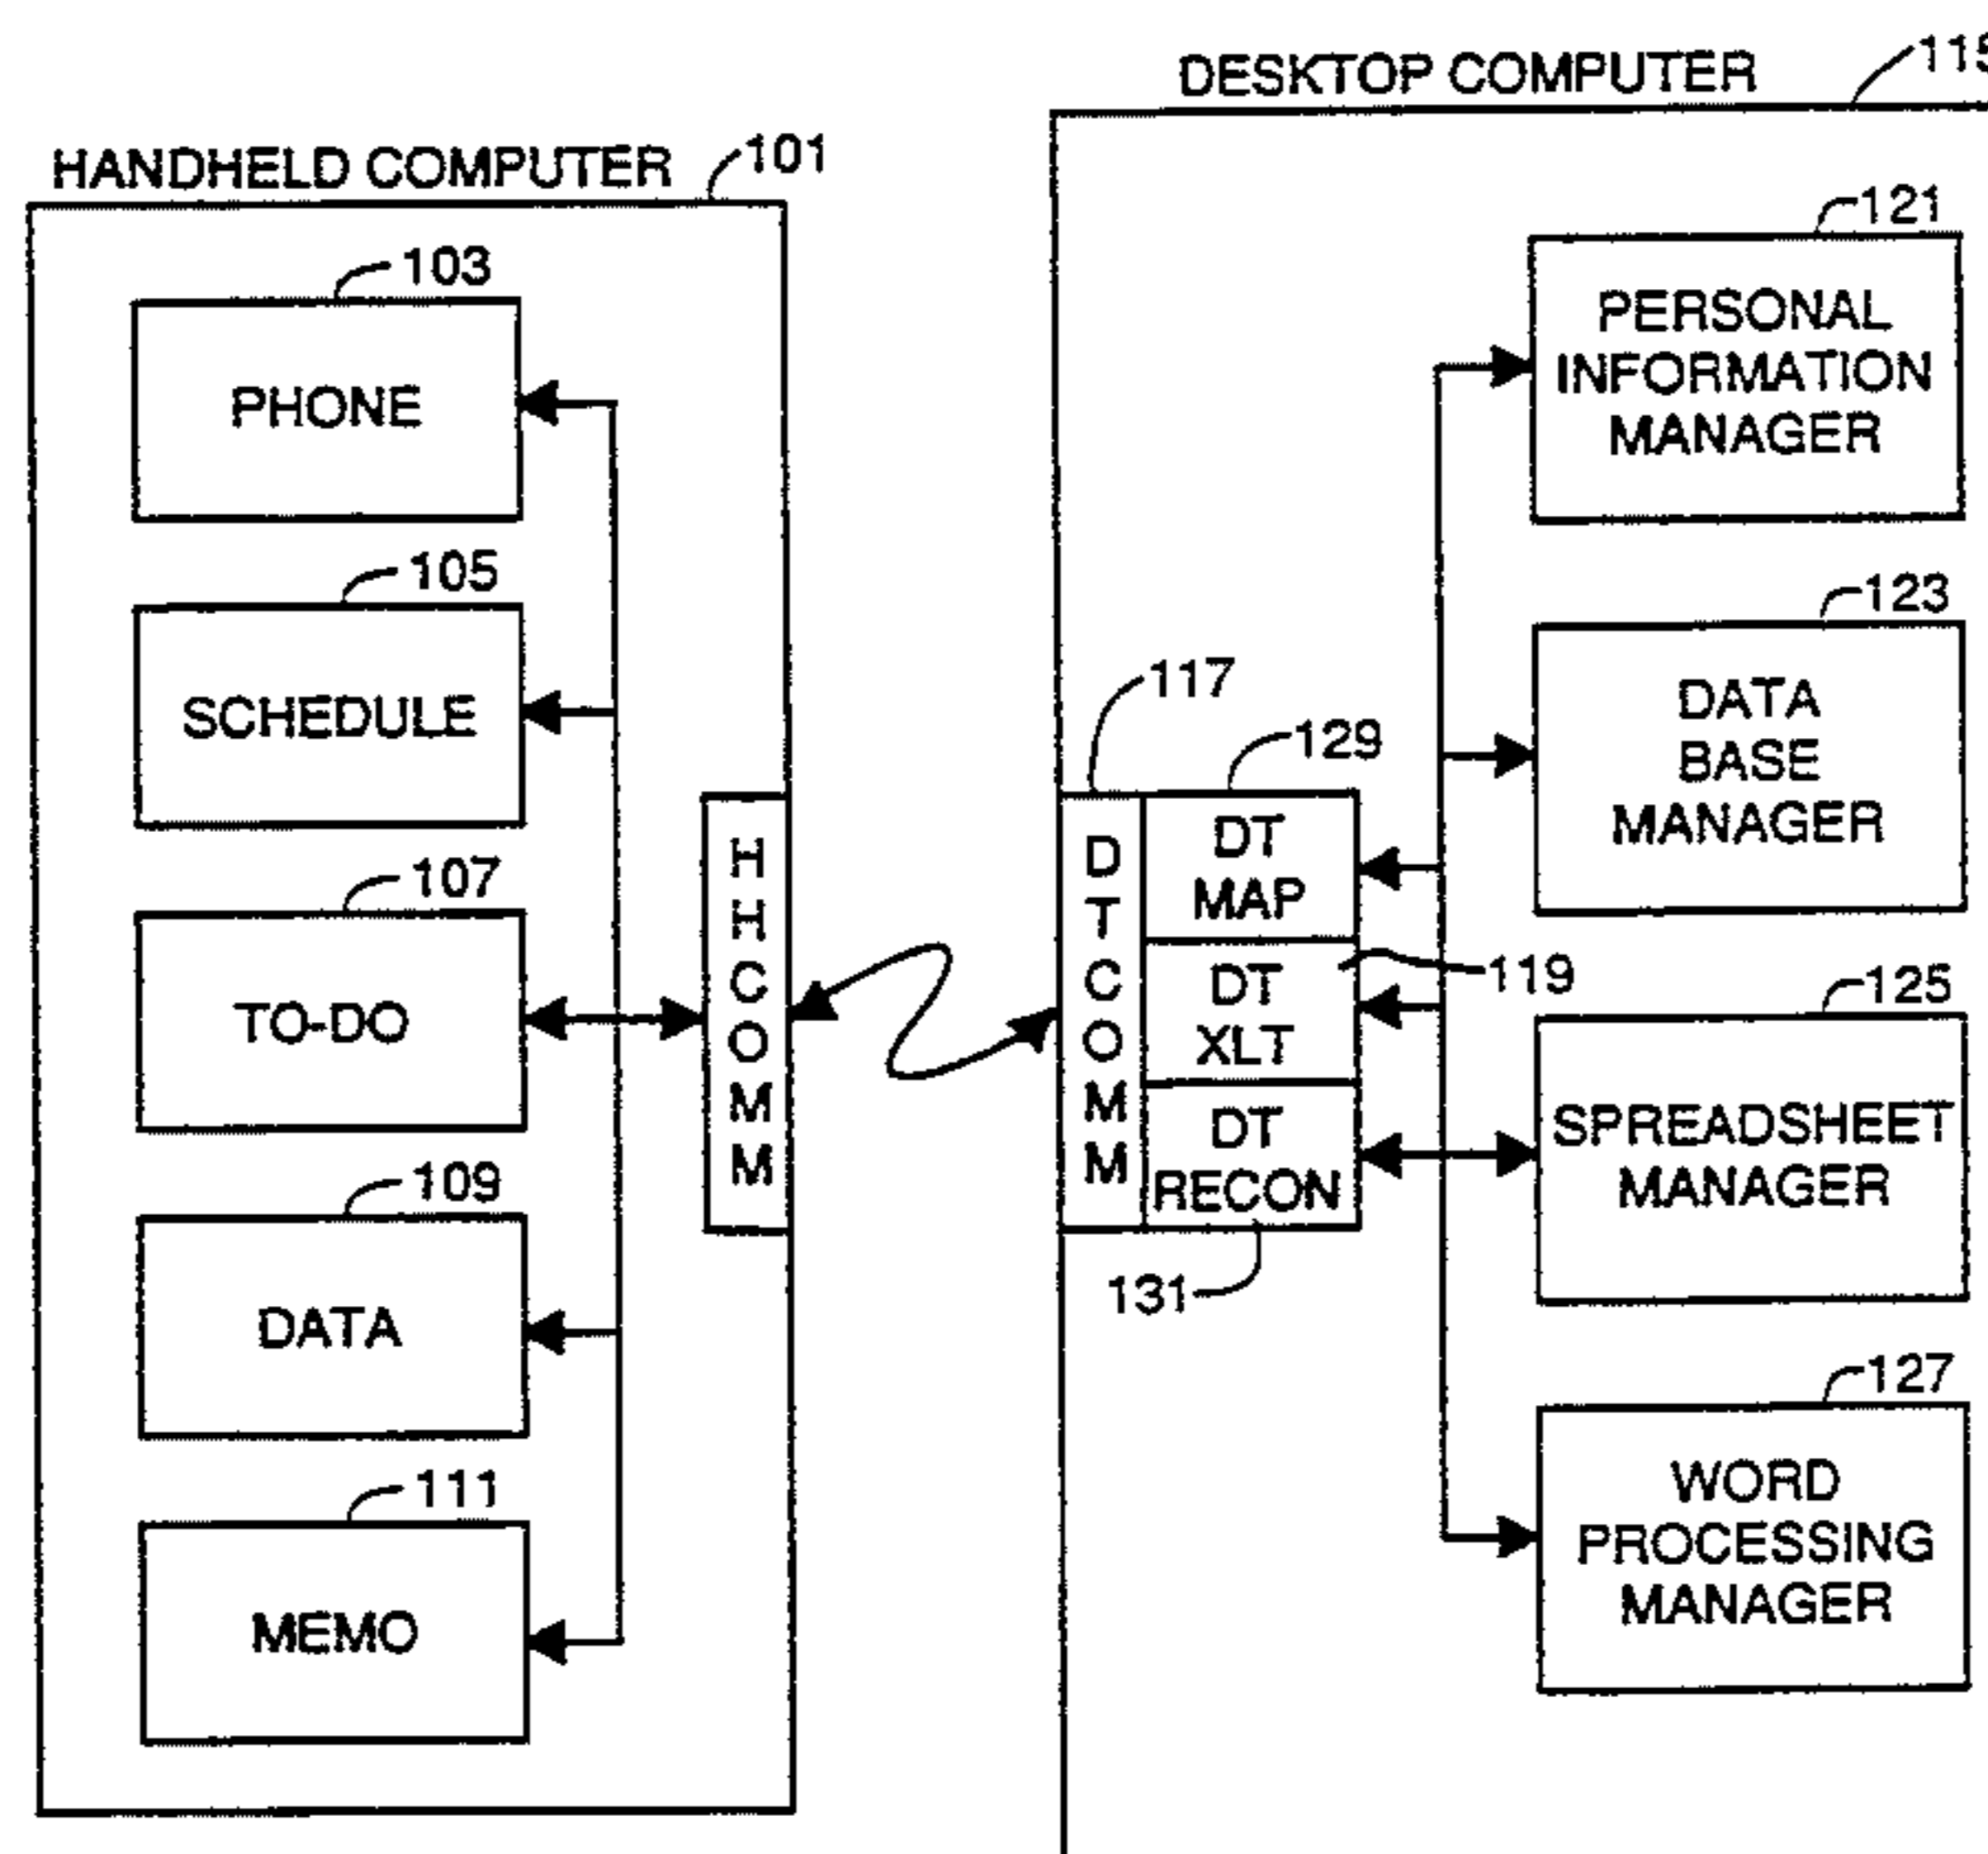 HANDHELD COMPUTER
101
103
PHONE
105
SCHEDULE
107
TO-DO
109
DATA
111
MEMO
HHCOMM
DESKTOP COMPUTER
115
117
DTCOMM
129
DT
MAP
119
DT
XLT
DT
RECON
131
121
PERSONAL
INFORMATION
MANAGER
123
DATA
BASE
MANAGER
125
SPREADSHEET
MANAGER
127
WORD
PROCESSING
MANAGER